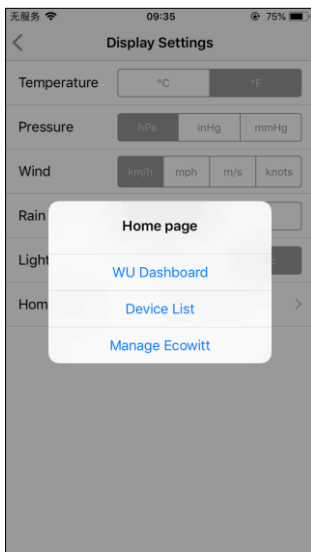 无服务 09:35 75%
Display Settings
Temperature °C °F
Pressure hPa inHg mmHg
Wind km/h mph m/s knots
Rain
Home page
Light
WU Dashboard
Hom
Device List
Manage Ecowitt